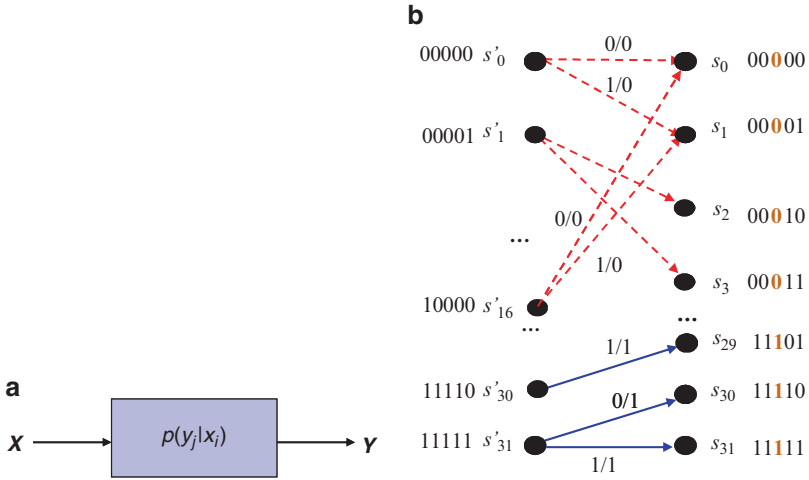 b
0/0
00000 s'0 s0 00000
1/0
00001 s'1 s1 00001
s2 00010
0/0
...
1/0
s3 00011
10000 s'16
... ...
s29 11101
1/1
11110 s'30 0/1 s30 11110
11111 s'31 s31 11111
1/1
a
X p(yj|xi) Y